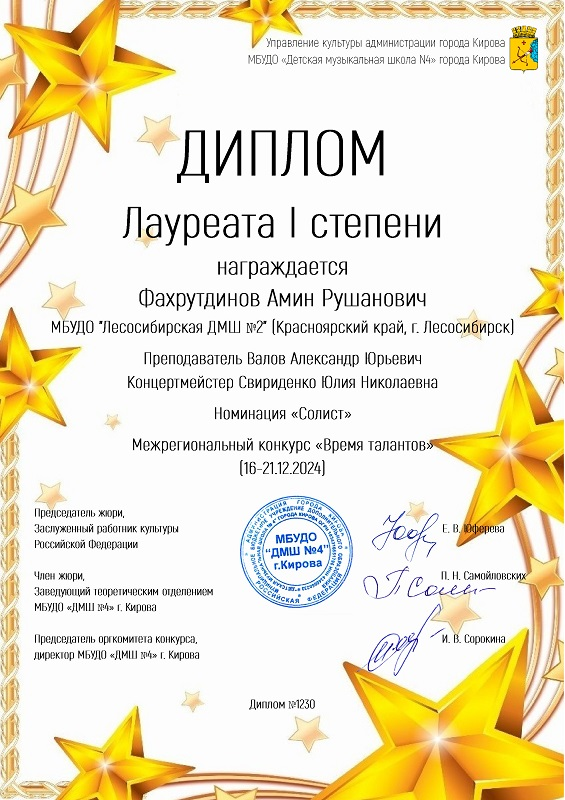 Управление культуры администрации города Кирова
МБУДО «Детская музыкальная школа №4» города Кирова
ДИПЛОМ
Лауреата I степени
награждается
Фахрутдинов Амин Рушанович
МБУДО "Лесосибирская ДМШ №2" (Красноярский край, г. Лесосибирск)
Преподаватель Валов Александр Юрьевич
Концертмейстер Свириденко Юлия Николаевна
Номинация «Солист»
Межрегиональный конкурс «Время талантов»
(16-21.12.2024)
Председатель жюри,
Заслуженный работник культуры
Российской Федерации
Е. В. Юферева
Член жюри,
Заведующий теоретическим отделением
МБУДО «ДМШ №4» г. Кирова
П. Н. Самойловских
Председатель оргкомитета конкурса,
директор МБУДО «ДМШ №4» г. Кирова
И. В. Сорокина
МБУДО
"ДМШ №4"
г.Кирова
Диплом №1230